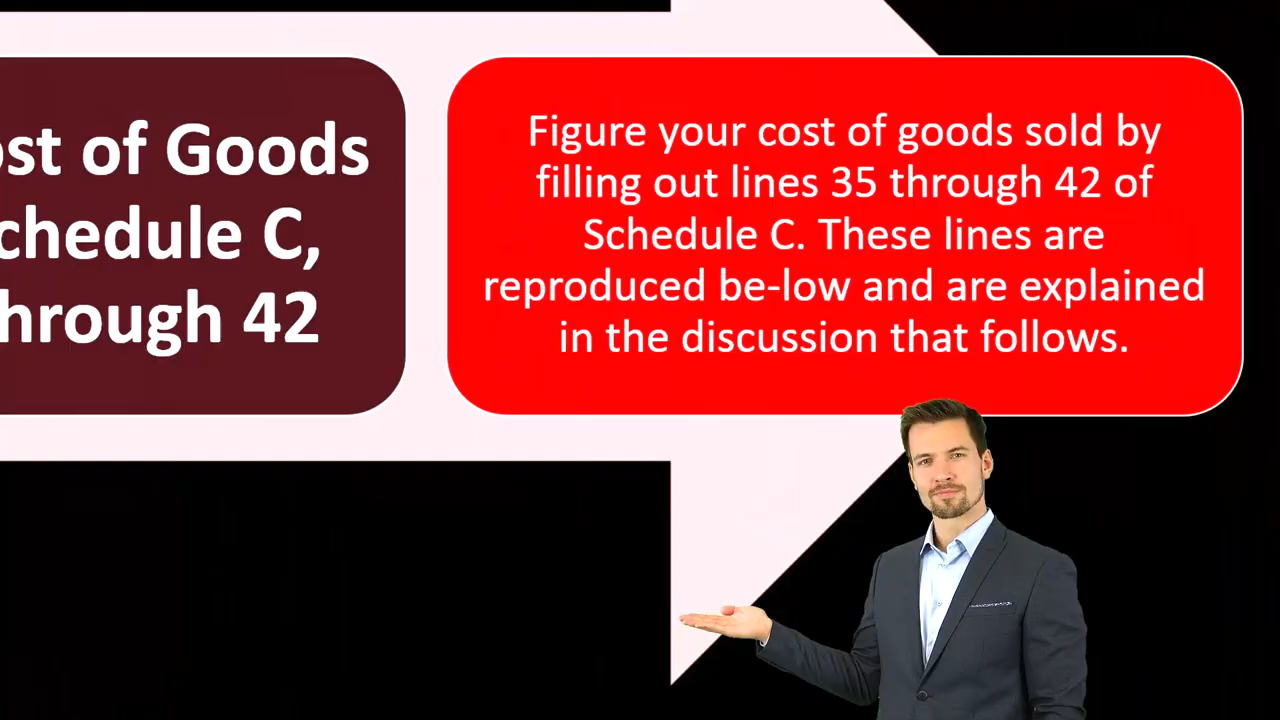 ost of Goods
chedule C,
hrough 42
Figure your cost of goods sold by
filling out lines 35 through 42 of
Schedule C. These lines are
reproduced be-low and are explained
in the discussion that follows.